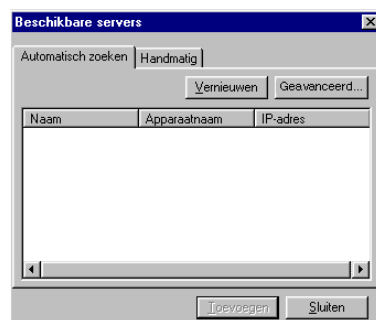 Beschikbare servers
Automatisch zoeken Handmatig
Vernieuwen Geavanceerd...
Naam Apparaatnaam IP-adres
Toevoegen Sluiten